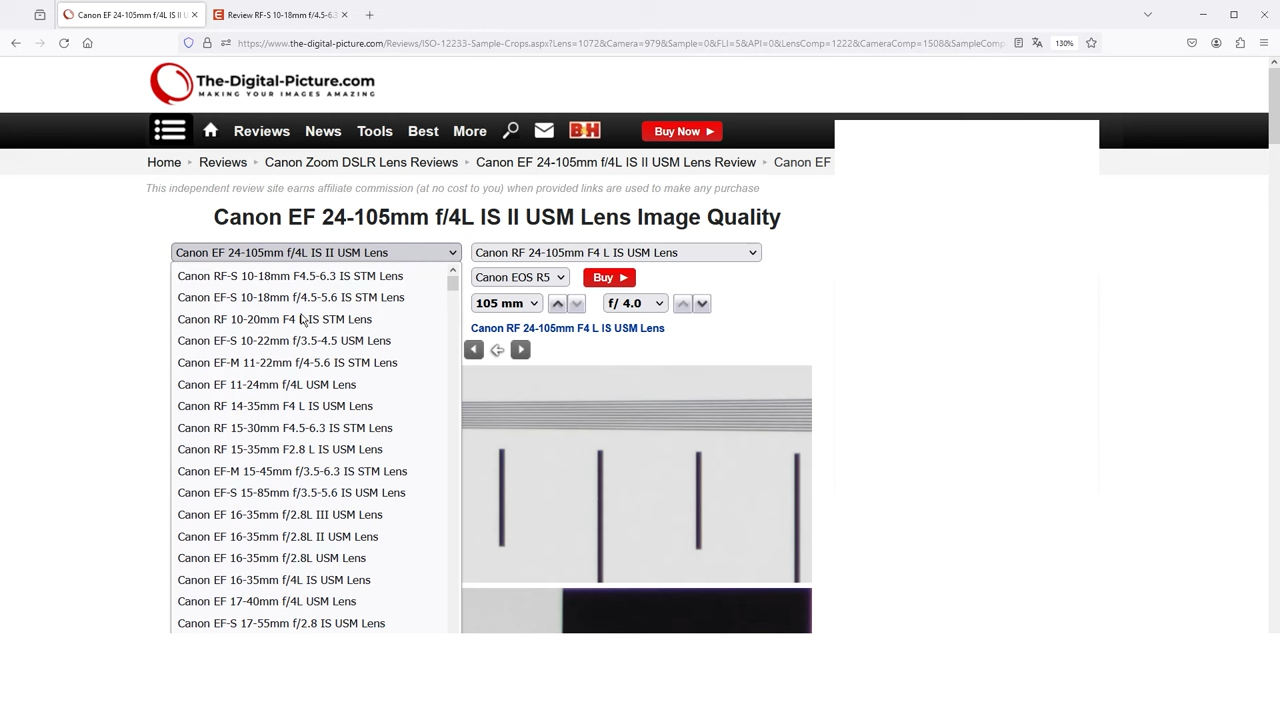 Canon EF 24-105mm f/4L IS II U
Review RF-S 10-18mm f/4.5-6.3
https://www.the-digital-picture.com/Reviews/ISO-12233-Sample-Crops.aspx?Lens=1072&Camera=979&Sample=0&FLI=5&API=0&LensComp=1222&CameraComp=1508&SampleComp
130%
The-Digital-Picture.com
MAKING YOUR IMAGES AMAZING
Reviews
News
Tools
Best
More
B&H
Buy Now
Home
Reviews
Canon Zoom DSLR Lens Reviews
Canon EF 24-105mm f/4L IS II USM Lens Review
Canon EF
This independent review site earns affiliate commission (at no cost to you) when provided links are used to make any purchase
Canon EF 24-105mm f/4L IS II USM Lens Image Quality
Canon EF 24-105mm f/4L IS II USM Lens
Canon RF-S 10-18mm F4.5-6.3 IS STM Lens
Canon EF-S 10-18mm f/4.5-5.6 IS STM Lens
Canon RF 10-20mm F4 L IS STM Lens
Canon EF-S 10-22mm f/3.5-4.5 USM Lens
Canon EF-M 11-22mm f/4-5.6 IS STM Lens
Canon EF 11-24mm f/4L USM Lens
Canon RF 14-35mm F4 L IS USM Lens
Canon RF 15-30mm F4.5-6.3 IS STM Lens
Canon RF 15-35mm F2.8 L IS USM Lens
Canon EF-M 15-45mm f/3.5-6.3 IS STM Lens
Canon EF-S 15-85mm f/3.5-5.6 IS USM Lens
Canon EF 16-35mm f/2.8L III USM Lens
Canon EF 16-35mm f/2.8L II USM Lens
Canon EF 16-35mm f/2.8L USM Lens
Canon EF 16-35mm f/4L IS USM Lens
Canon EF 17-40mm f/4L USM Lens
Canon EF-S 17-55mm f/2.8 IS USM Lens
Canon RF 24-105mm F4 L IS USM Lens
Canon EOS R5
Buy
105 mm
f/ 4.0
Canon RF 24-105mm F4 L IS USM Lens